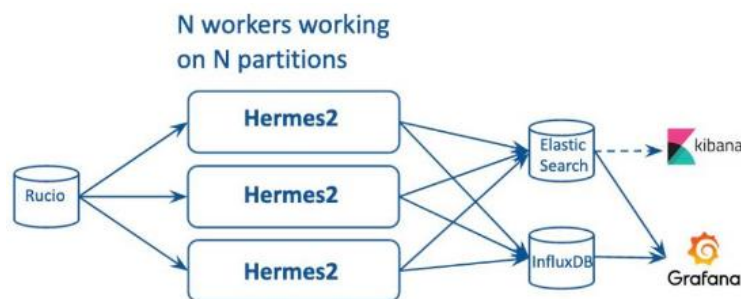 N workers working
on N partitions
Hermes2
Hermes2
Hermes2
Rucio
Elastic
Search
kibana
InfluxDB
Grafana